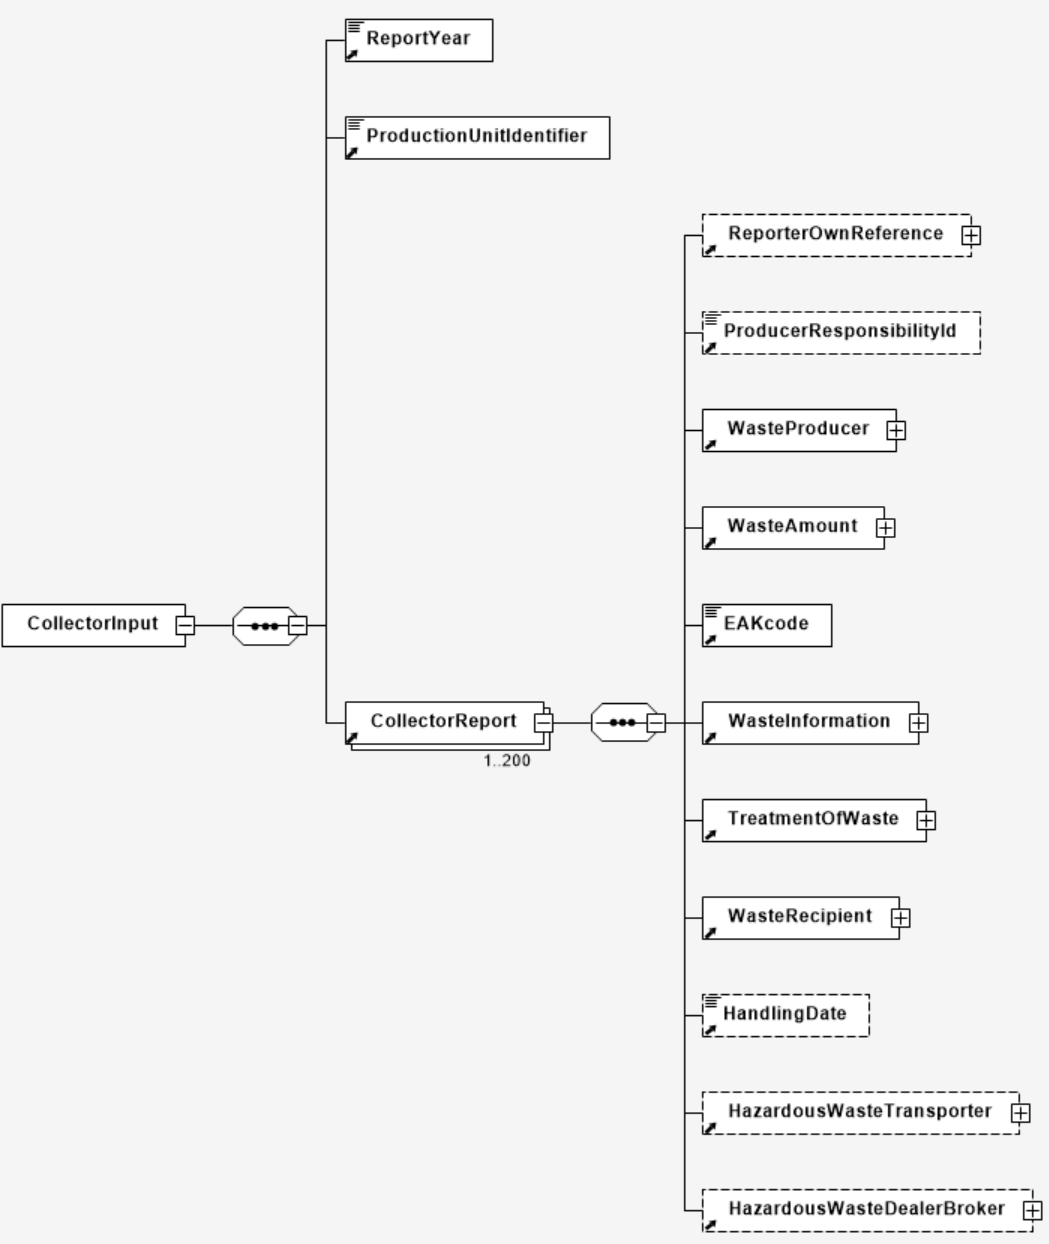 ReportYear
ProductionUnitIdentifier
ReporterOwnReference
ProducerResponsibilityId
WasteProducer
WasteAmount
CollectorInput
EAKcode
CollectorReport
1..200
WasteInformation
TreatmentOfWaste
WasteRecipient
HandlingDate
HazardousWasteTransporter
HazardousWasteDealerBroker